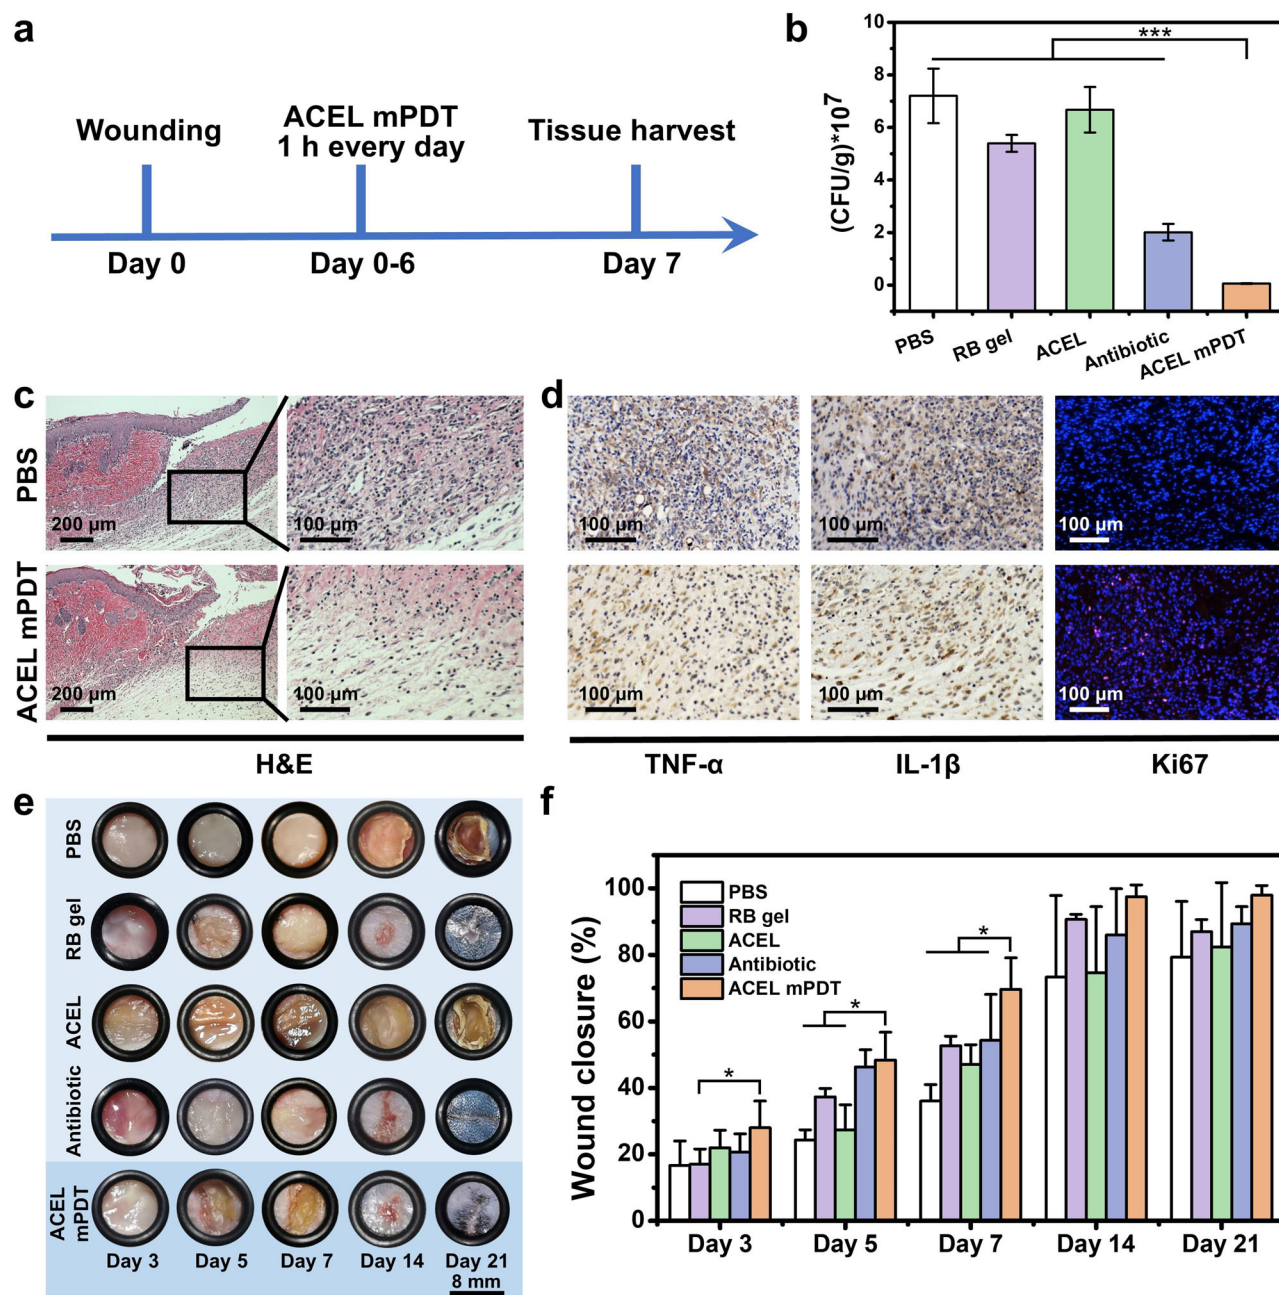 a
Wounding
ACEL mPDT
1 h every day
Tissue harvest
Day 0
Day 0-6
Day 7
b
(CFU/g)*10⁷
10
8
6
4
2
0
***
PBS
RB gel
ACEL
Antibiotic
ACEL mPDT
c
PBS
200 µm
100 µm
ACEL mPDT
200 µm
100 µm
H&E
d
100 µm
100 µm
100 µm
100 µm
100 µm
100 µm
TNF-α
IL-1β
Ki67
e
PBS
RB gel
ACEL
Antibiotic
ACEL
mPDT
Day 3
Day 5
Day 7
Day 14
Day 21
8 mm
f
Wound closure (%)
100
80
60
40
20
0
PBS
RB gel
ACEL
Antibiotic
ACEL mPDT
*
*
*
Day 3
Day 5
Day 7
Day 14
Day 21